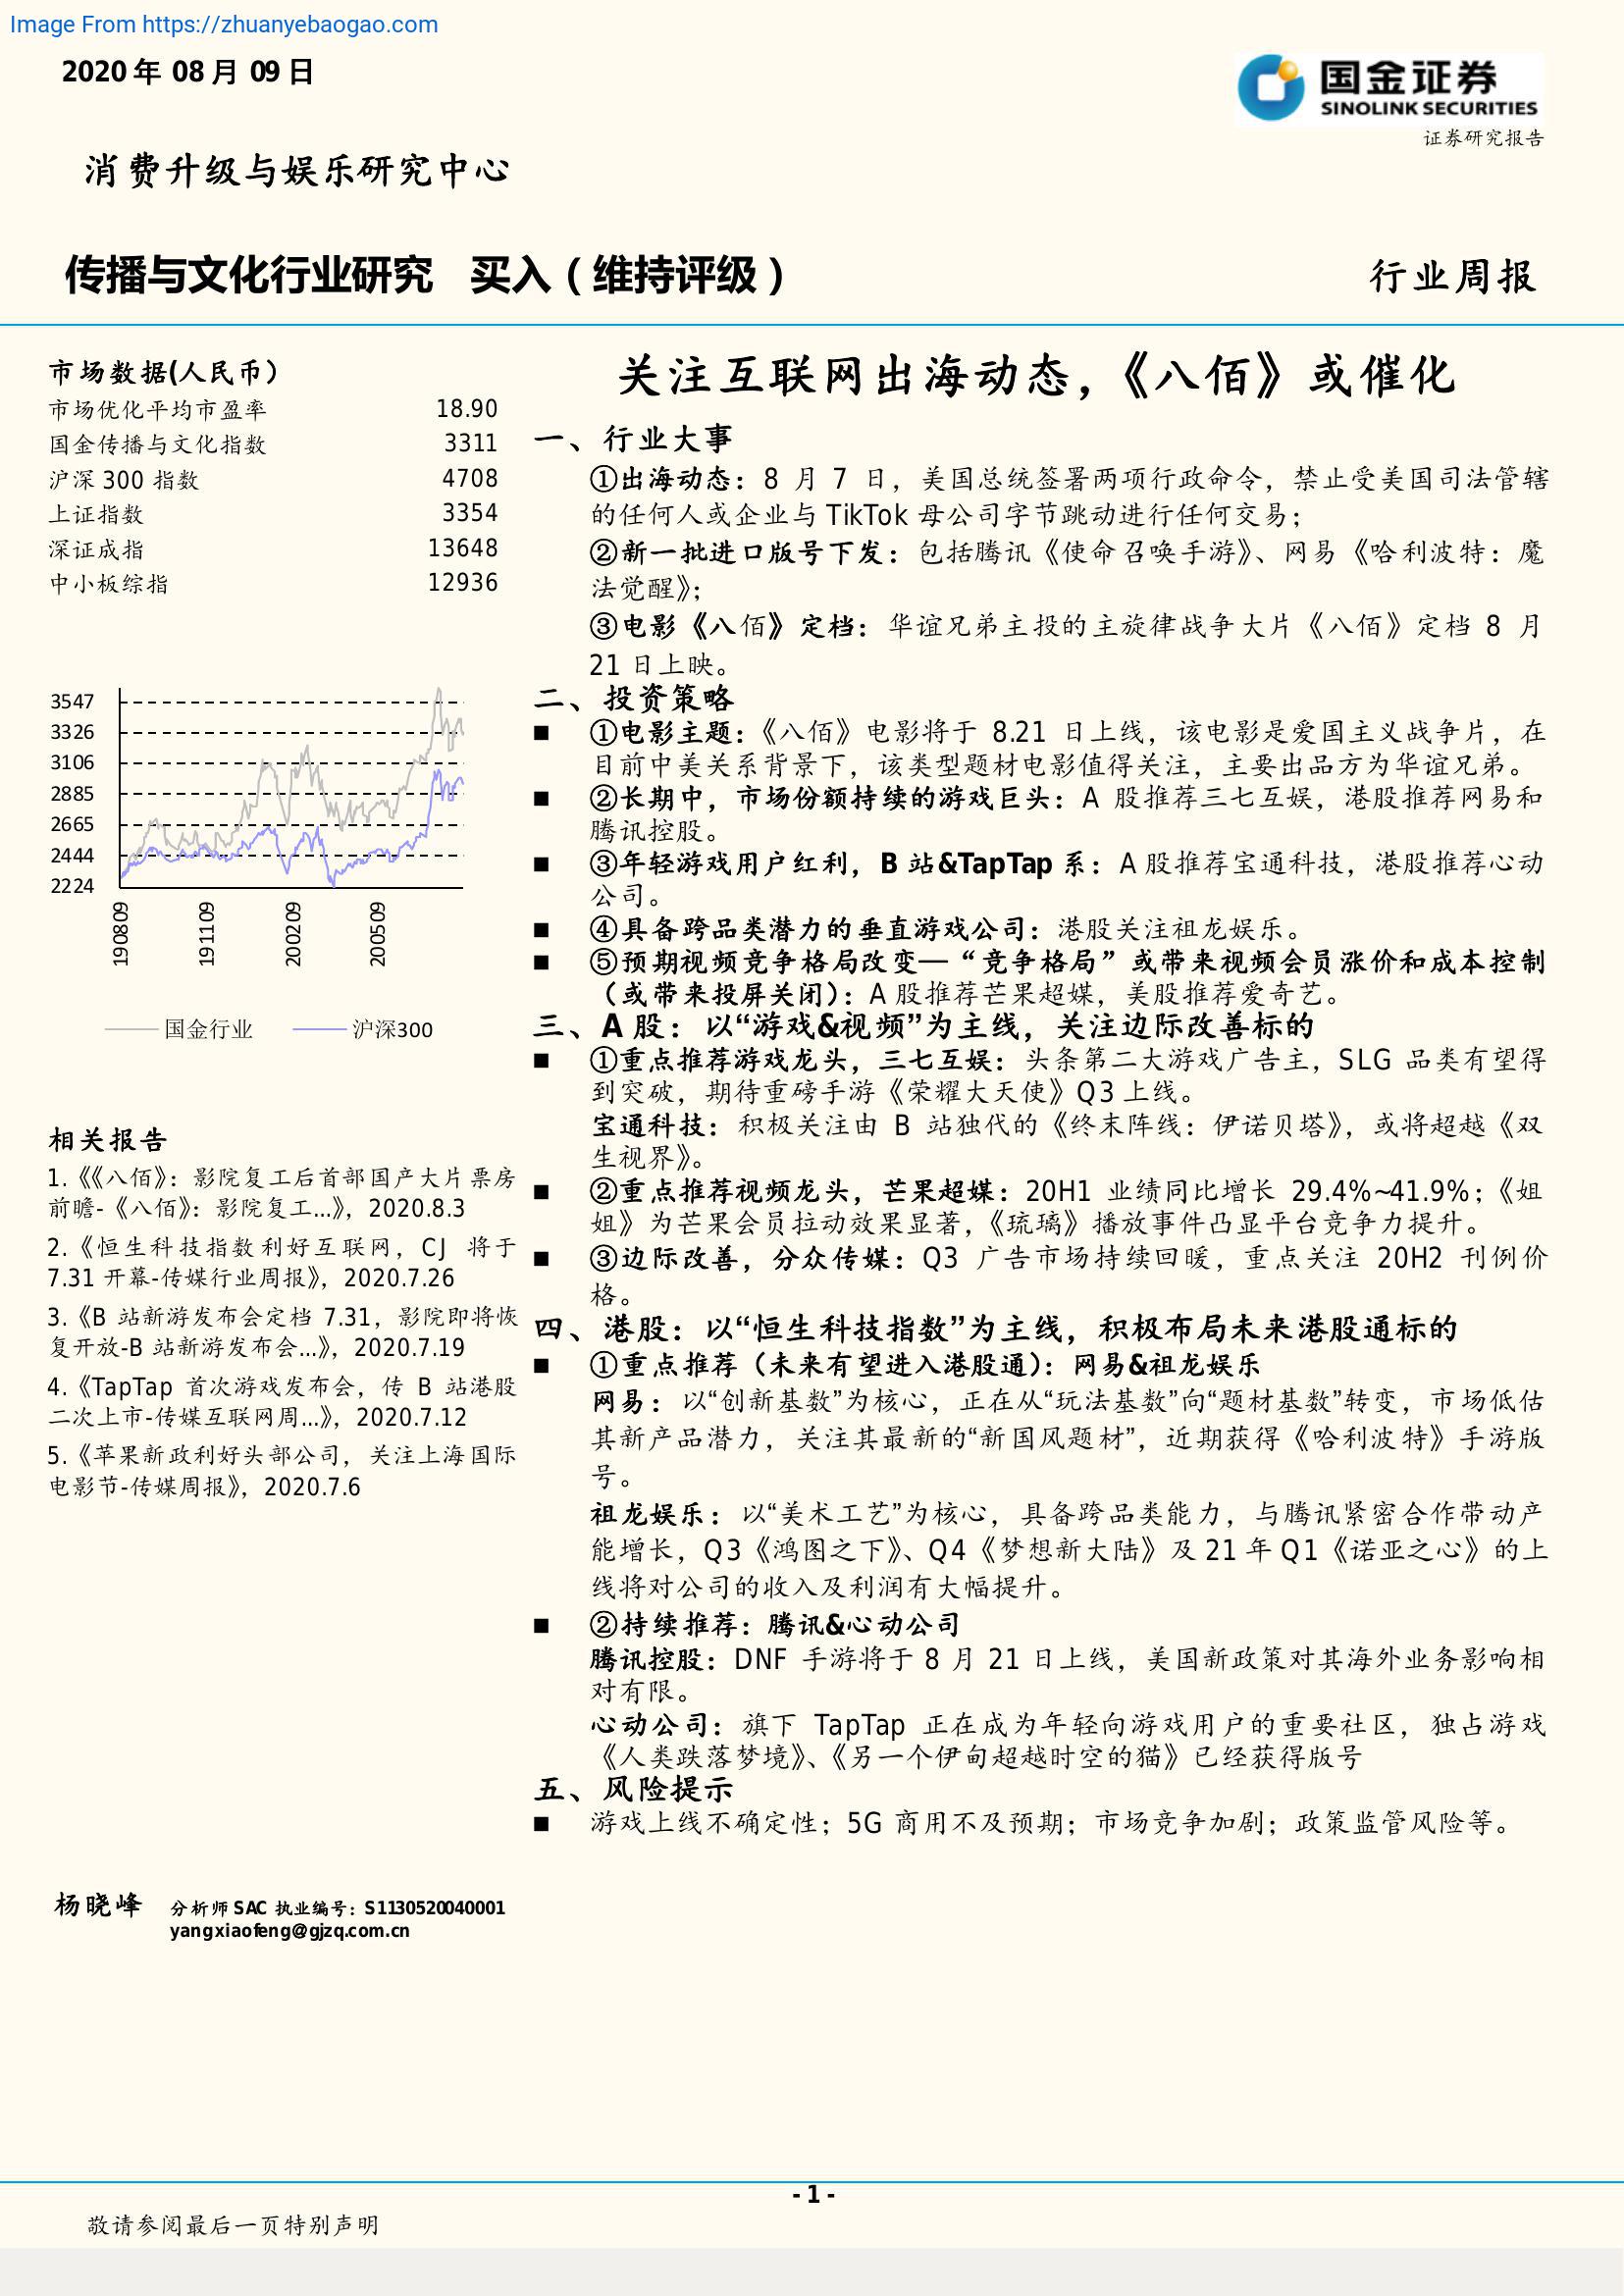 Image From https://zhuanyebaogao.com
2020 年 08 月 09 日
国金证券
SINOLINK SECURITIES
证券研究报告
消费升级与娱乐研究中心
传播与文化行业研究 买入（维持评级）
行业周报
市场数据(人民币）
市场优化平均市盈率 18.90
国金传播与文化指数 3311
沪深 300 指数 4708
上证指数 3354
深证成指 13648
中小板综指 12936
3547
3326
3106
2885
2665
2444
2224
190809 191109 200209 200509
国金行业 沪深300
相关报告
1.《《八佰》：影院复工后首部国产大片票房
前瞻-《八佰》：影院复工...》，2020.8.3
2.《恒生科技指数利好互联网，CJ 将于
7.31 开幕-传媒行业周报》，2020.7.26
3.《B 站新游发布会定档 7.31，影院即将恢
复开放-B 站新游发布会...》，2020.7.19
4.《TapTap 首次游戏发布会，传 B 站港股
二次上市-传媒互联网周...》，2020.7.12
5.《苹果新政利好头部公司，关注上海国际
电影节-传媒周报》，2020.7.6
杨晓峰 分析师 SAC 执业编号：S1130520040001
yangxiaofeng@gjzq.com.cn
关注互联网出海动态，《八佰》或催化
一、行业大事
①出海动态：8 月 7 日，美国总统签署两项行政命令，禁止受美国司法管辖
的任何人或企业与 TikTok 母公司字节跳动进行任何交易；
②新一批进口版号下发：包括腾讯《使命召唤手游》、网易《哈利波特：魔
法觉醒》；
③电影《八佰》定档：华谊兄弟主投的主旋律战争大片《八佰》定档 8 月
21 日上映。
二、投资策略
■ ①电影主题：《八佰》电影将于 8.21 日上线，该电影是爱国主义战争片，在
目前中美关系背景下，该类型题材电影值得关注，主要出品方为华谊兄弟。
■ ②长期中，市场份额持续的游戏巨头：A 股推荐三七互娱，港股推荐网易和
腾讯控股。
■ ③年轻游戏用户红利，B 站&TapTap 系：A 股推荐宝通科技，港股推荐心动
公司。
■ ④具备跨品类潜力的垂直游戏公司：港股关注祖龙娱乐。
■ ⑤预期视频竞争格局改变—“竞争格局”或带来视频会员涨价和成本控制
（或带来投屏关闭）：A 股推荐芒果超媒，美股推荐爱奇艺。
三、A 股：以“游戏&视频”为主线，关注边际改善标的
■ ①重点推荐游戏龙头，三七互娱：头条第二大游戏广告主，SLG 品类有望得
到突破，期待重磅手游《荣耀大天使》Q3 上线。
宝通科技：积极关注由 B 站独代的《终末阵线：伊诺贝塔》，或将超越《双
生视界》。
■ ②重点推荐视频龙头，芒果超媒：20H1 业绩同比增长 29.4%~41.9%；《姐
姐》为芒果会员拉动效果显著，《琉璃》播放事件凸显平台竞争力提升。
■ ③边际改善，分众传媒：Q3 广告市场持续回暖，重点关注 20H2 刊例价
格。
四、港股：以“恒生科技指数”为主线，积极布局未来港股通标的
■ ①重点推荐（未来有望进入港股通）：网易&祖龙娱乐
网易：以“创新基数”为核心，正在从“玩法基数”向“题材基数”转变，市场低估
其新产品潜力，关注其最新的“新国风题材”，近期获得《哈利波特》手游版
号。
祖龙娱乐：以“美术工艺”为核心，具备跨品类能力，与腾讯紧密合作带动产
能增长，Q3《鸿图之下》、Q4《梦想新大陆》及 21 年 Q1《诺亚之心》的上
线将对公司的收入及利润有大幅提升。
■ ②持续推荐：腾讯&心动公司
腾讯控股：DNF 手游将于 8 月 21 日上线，美国新政策对其海外业务影响相
对有限。
心动公司：旗下 TapTap 正在成为年轻向游戏用户的重要社区，独占游戏
《人类跌落梦境》、《另一个伊甸超越时空的猫》已经获得版号
五、风险提示
■ 游戏上线不确定性；5G 商用不及预期；市场竞争加剧；政策监管风险等。
- 1 -
敬请参阅最后一页特别声明